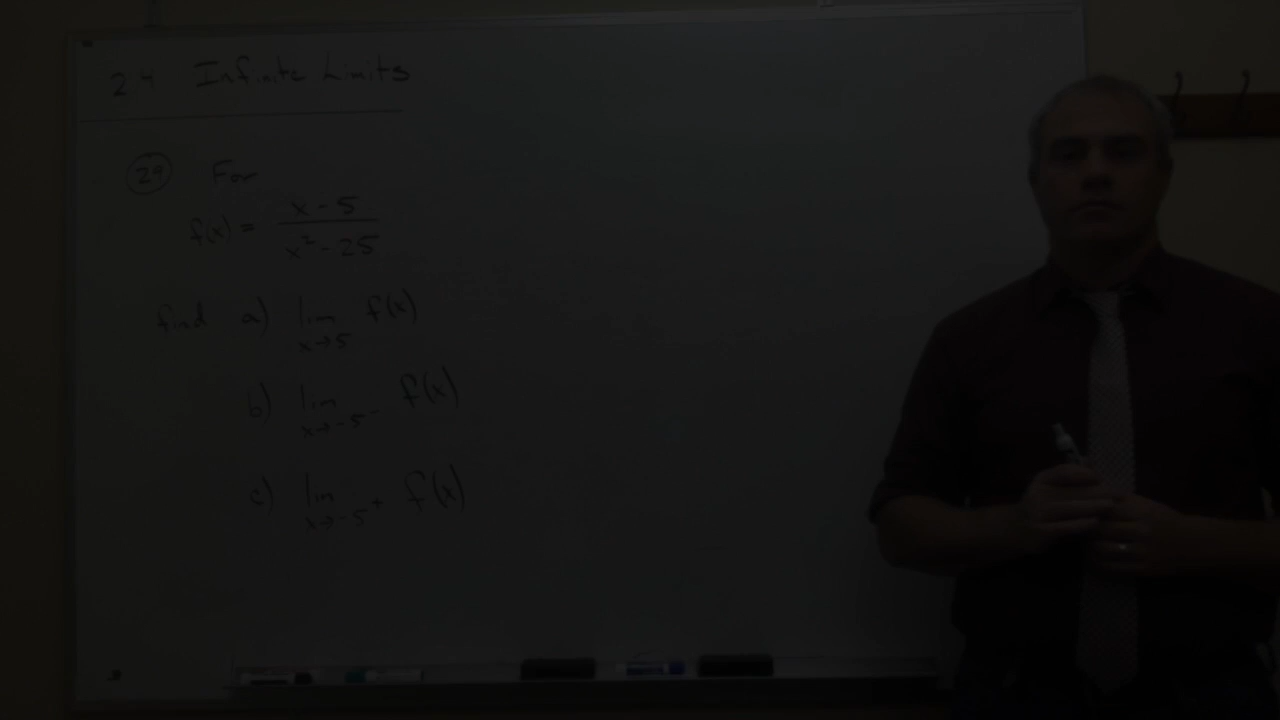 2.4 Infinite Limits
29 For
f(x) = x - 5 / x² - 25
find a) lim x→5 f(x)
b) lim x→-5⁻ f(x)
c) lim x→-5⁺ f(x)